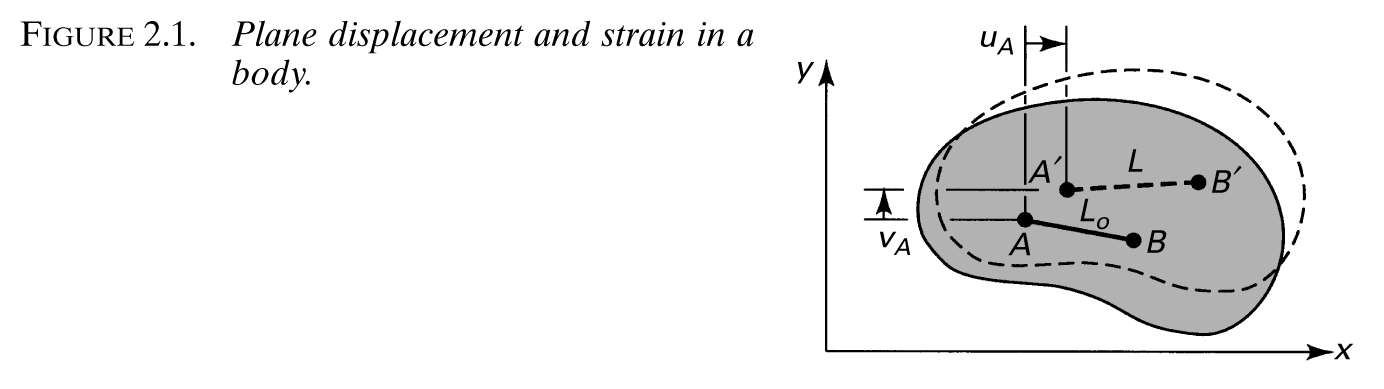 FIGURE 2.1. Plane displacement and strain in a
body.
u_A
y
A′
L
B′
L_o
v_A
A
B
x